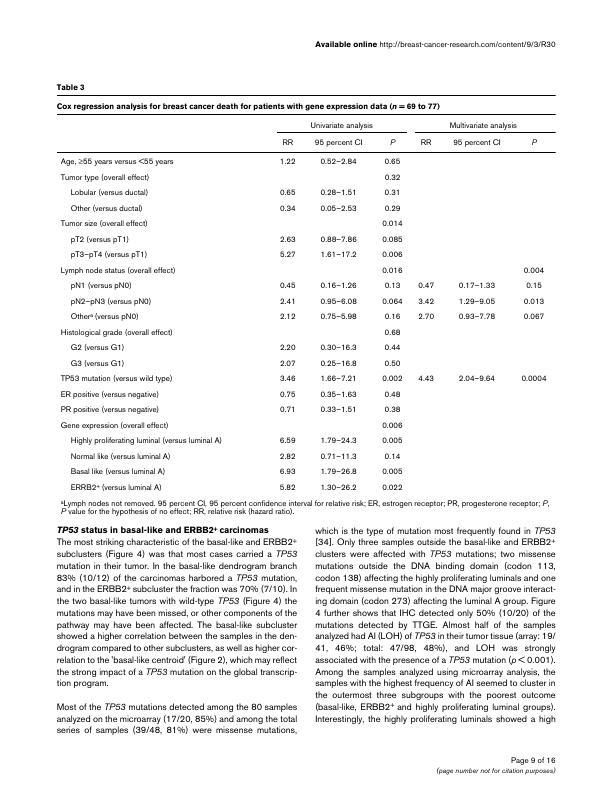 Available online http://breast-cancer-research.com/content/9/3/R30
Table 3
Cox regression analysis for breast cancer death for patients with gene expression data (n = 69 to 77)
Univariate analysis Multivariate analysis
RR 95 percent CI P RR 95 percent CI P
Age, ≥55 years versus <55 years 1.22 0.52–2.84 0.65
Tumor type (overall effect) 0.32
Lobular (versus ductal) 0.65 0.28–1.51 0.31
Other (versus ductal) 0.34 0.05–2.53 0.29
Tumor size (overall effect) 0.014
pT2 (versus pT1) 2.63 0.88–7.86 0.085
pT3–pT4 (versus pT1) 5.27 1.61–17.2 0.006
Lymph node status (overall effect) 0.016 0.004
pN1 (versus pN0) 0.45 0.16–1.26 0.13 0.47 0.17–1.33 0.15
pN2–pN3 (versus pN0) 2.41 0.95–6.08 0.064 3.42 1.29–9.05 0.013
Otherᵃ (versus pN0) 2.12 0.75–5.98 0.16 2.70 0.93–7.78 0.067
Histological grade (overall effect) 0.68
G2 (versus G1) 2.20 0.30–16.3 0.44
G3 (versus G1) 2.07 0.25–16.8 0.50
TP53 mutation (versus wild type) 3.46 1.66–7.21 0.002 4.43 2.04–9.64 0.0004
ER positive (versus negative) 0.75 0.35–1.63 0.48
PR positive (versus negative) 0.71 0.33–1.51 0.38
Gene expression (overall effect) 0.006
Highly proliferating luminal (versus luminal A) 6.59 1.79–24.3 0.005
Normal like (versus luminal A) 2.82 0.71–11.3 0.14
Basal like (versus luminal A) 6.93 1.79–26.8 0.005
ERRB2⁺ (versus luminal A) 5.82 1.30–26.2 0.022
ᵃLymph nodes not removed. 95 percent CI, 95 percent confidence interval for relative risk; ER, estrogen receptor; PR, progesterone receptor; P,
P value for the hypothesis of no effect; RR, relative risk (hazard ratio).
TP53 status in basal-like and ERBB2⁺ carcinomas
The most striking characteristic of the basal-like and ERBB2⁺
subclusters (Figure 4) was that most cases carried a TP53
mutation in their tumor. In the basal-like dendrogram branch
83% (10/12) of the carcinomas harbored a TP53 mutation,
and in the ERBB2⁺ subcluster the fraction was 70% (7/10). In
the two basal-like tumors with wild-type TP53 (Figure 4) the
mutations may have been missed, or other components of the
pathway may have been affected. The basal-like subcluster
showed a higher correlation between the samples in the den-
drogram compared to other subclusters, as well as higher cor-
relation to the 'basal-like centroid' (Figure 2), which may reflect
the strong impact of a TP53 mutation on the global transcrip-
tion program.
Most of the TP53 mutations detected among the 80 samples
analyzed on the microarray (17/20, 85%) and among the total
series of samples (39/48, 81%) were missense mutations,
which is the type of mutation most frequently found in TP53
[34]. Only three samples outside the basal-like and ERBB2⁺
clusters were affected with TP53 mutations; two missense
mutations outside the DNA binding domain (codon 113,
codon 138) affecting the highly proliferating luminals and one
frequent missense mutation in the DNA major groove interact-
ing domain (codon 273) affecting the luminal A group. Figure
4 further shows that IHC detected only 50% (10/20) of the
mutations detected by TTGE. Almost half of the samples
analyzed had AI (LOH) of TP53 in their tumor tissue (array: 19/
41, 46%; total: 47/98, 48%), and LOH was strongly
associated with the presence of a TP53 mutation (p < 0.001).
Among the samples analyzed using microarray analysis, the
samples with the highest frequency of AI seemed to cluster in
the outermost three subgroups with the poorest outcome
(basal-like, ERBB2⁺ and highly proliferating luminal groups).
Interestingly, the highly proliferating luminals showed a high
Page 9 of 16
(page number not for citation purposes)